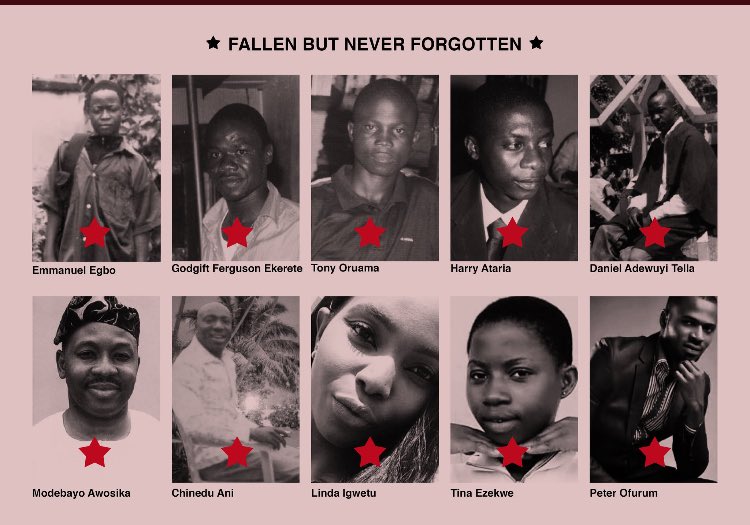 FALLEN BUT NEVER FORGOTTEN
Emmanuel Egbo
Godgift Ferguson Ekerete
Tony Oruama
Harry Ataria
Daniel Adewuyi Tella
Modebayo Awosika
Chinedu Ani
Linda Igwetu
Tina Ezekwe
Peter Ofurum